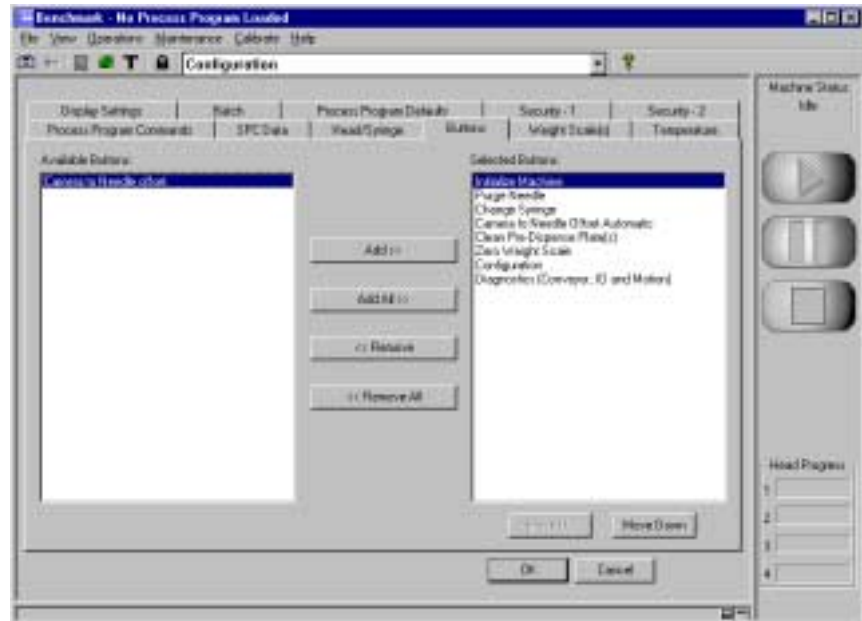 Benchmark - No Process Program Loaded
File View Operations Maintenance Calibrate Help
T Configuration
Machine Status
Idle
Display Settings Batch Process Program Defaults Security - 1 Security - 2
Process Program Commands SPC Data Head/Syringe Buttons Weight Scale(s) Temperature
Available Buttons: Selected Buttons:
Camera to Needle offset
Initialize Machine
Purge Needle
Change Syringe
Camera to Needle Offset Automatic
Clean Pre-Dispense Plate(s)
Zero Weight Scale
Configuration
Diagnostics (Conveyor, IO and Motion)
Add >>
Add All >>
<< Remove
<< Remove All
Move Down
OK Cancel
Head Progress
1
2
3
4